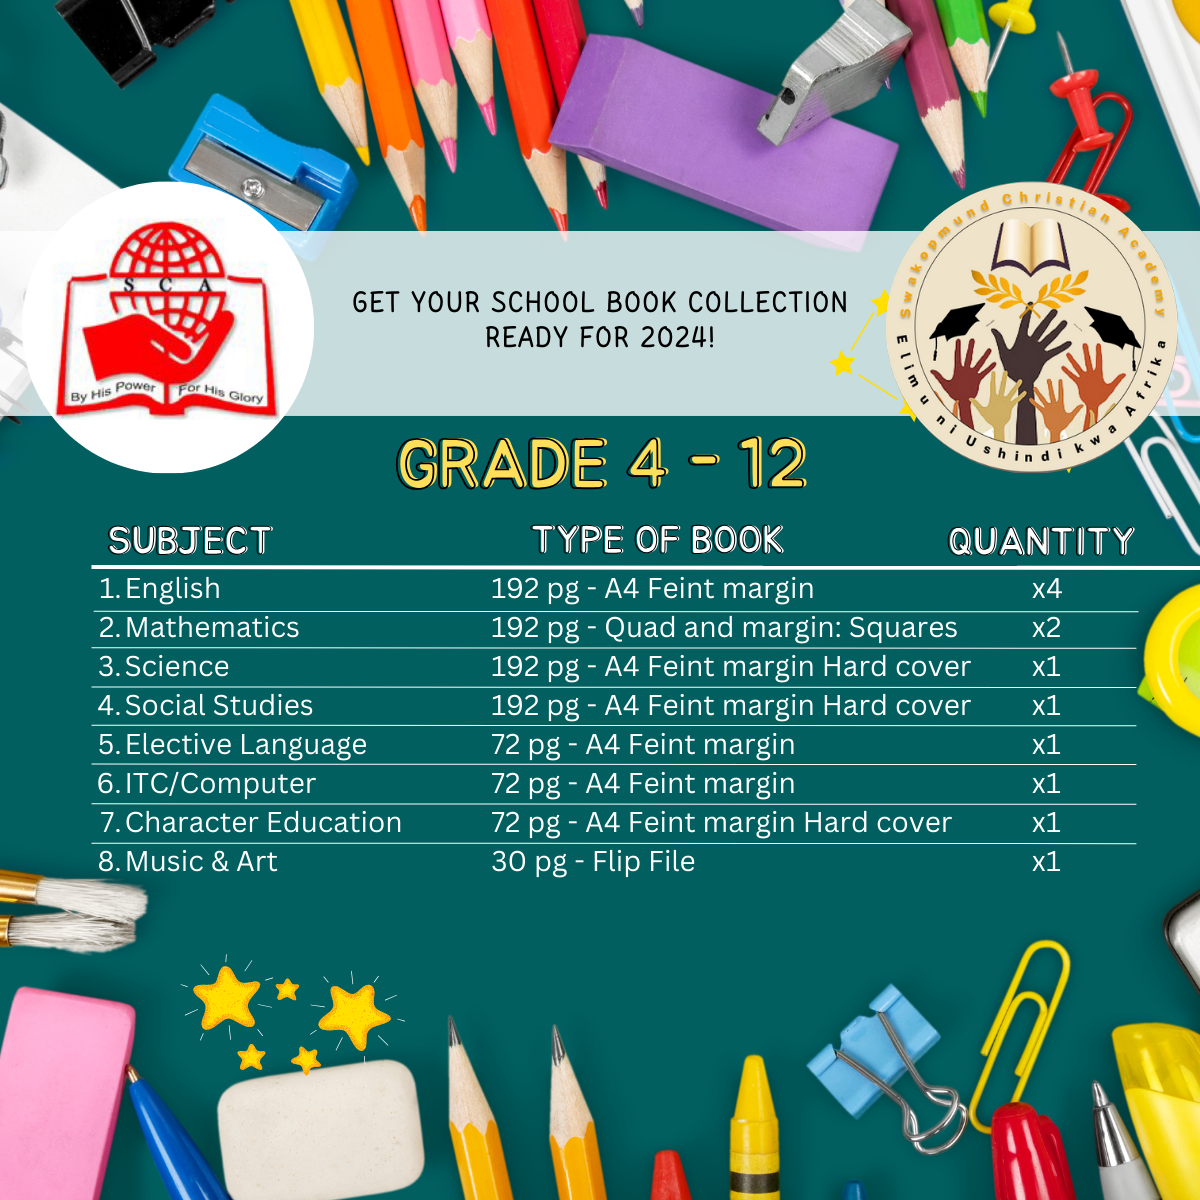 S C A
By His Power For His Glory
GET YOUR SCHOOL BOOK COLLECTION
READY FOR 2024!
Swakopmund Christian Academy
Elimu ni Ushindi kwa Afrika
GRADE 4 - 12
SUBJECT TYPE OF BOOK QUANTITY
1. English 192 pg - A4 Feint margin x4
2. Mathematics 192 pg - Quad and margin: Squares x2
3. Science 192 pg - A4 Feint margin Hard cover x1
4. Social Studies 192 pg - A4 Feint margin Hard cover x1
5. Elective Language 72 pg - A4 Feint margin x1
6. ITC/Computer 72 pg - A4 Feint margin x1
7. Character Education 72 pg - A4 Feint margin Hard cover x1
8. Music & Art 30 pg - Flip File x1